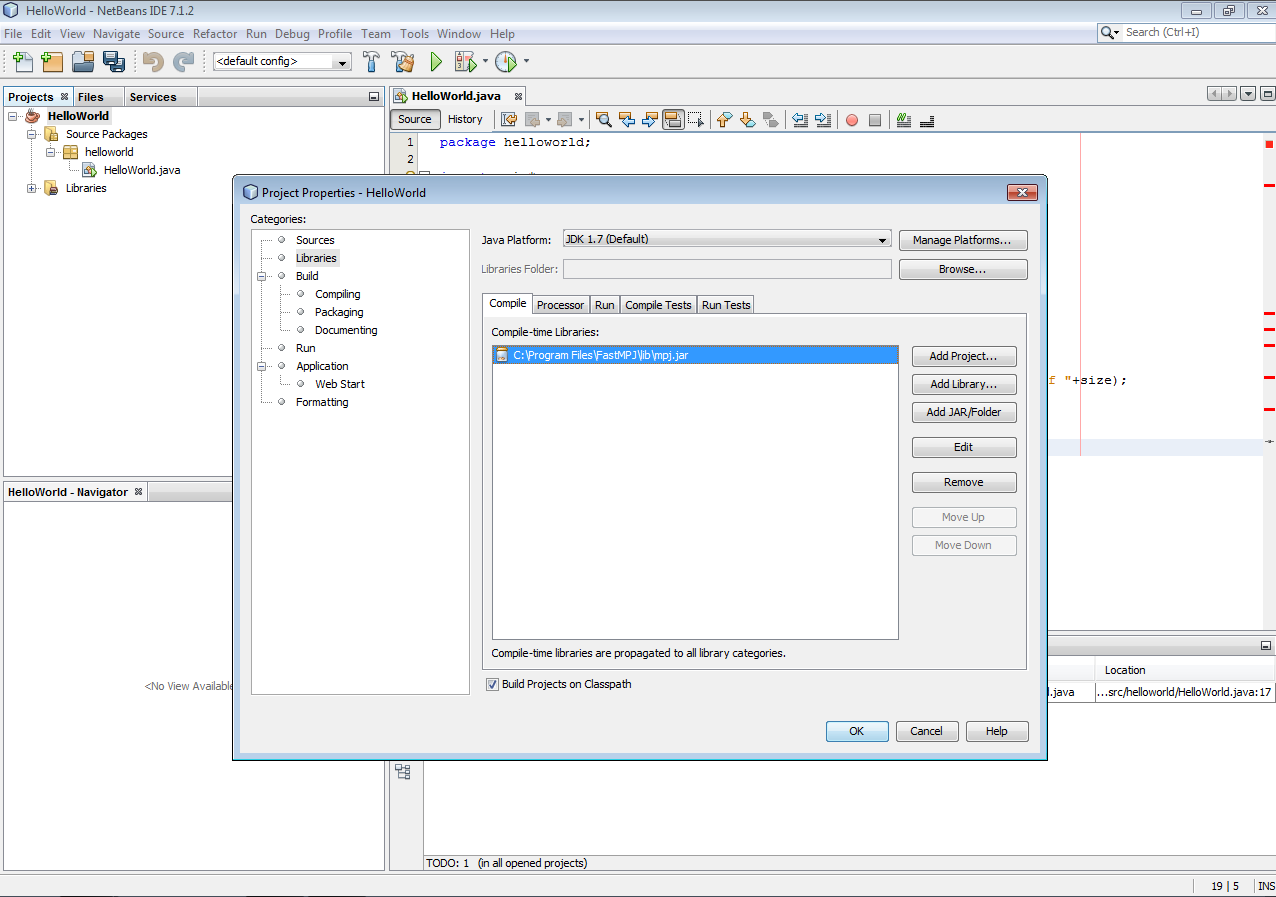 HelloWorld - NetBeans IDE 7.1.2
File Edit View Navigate Source Refactor Run Debug Profile Team Tools Window Help
Search (Ctrl+I)
<default config>
Projects Files Services
HelloWorld
Source Packages
helloworld
HelloWorld.java
Libraries
HelloWorld.java
Source History
1 package helloworld;
2
f "+size);
Project Properties - HelloWorld
Categories:
Sources
Libraries
Build
Compiling
Packaging
Documenting
Run
Application
Web Start
Formatting
Java Platform: JDK 1.7 (Default) Manage Platforms...
Libraries Folder: Browse...
Compile Processor Run Compile Tests Run Tests
Compile-time Libraries:
C:\Program Files\FastMPJ\lib\mpj.jar
Add Project...
Add Library...
Add JAR/Folder
Edit
Remove
Move Up
Move Down
Compile-time libraries are propagated to all library categories.
Build Projects on Classpath
OK Cancel Help
HelloWorld - Navigator
<No View Available
Location
.java ...src/helloworld/HelloWorld.java:17
TODO: 1 (in all opened projects)
19 | 5 INS